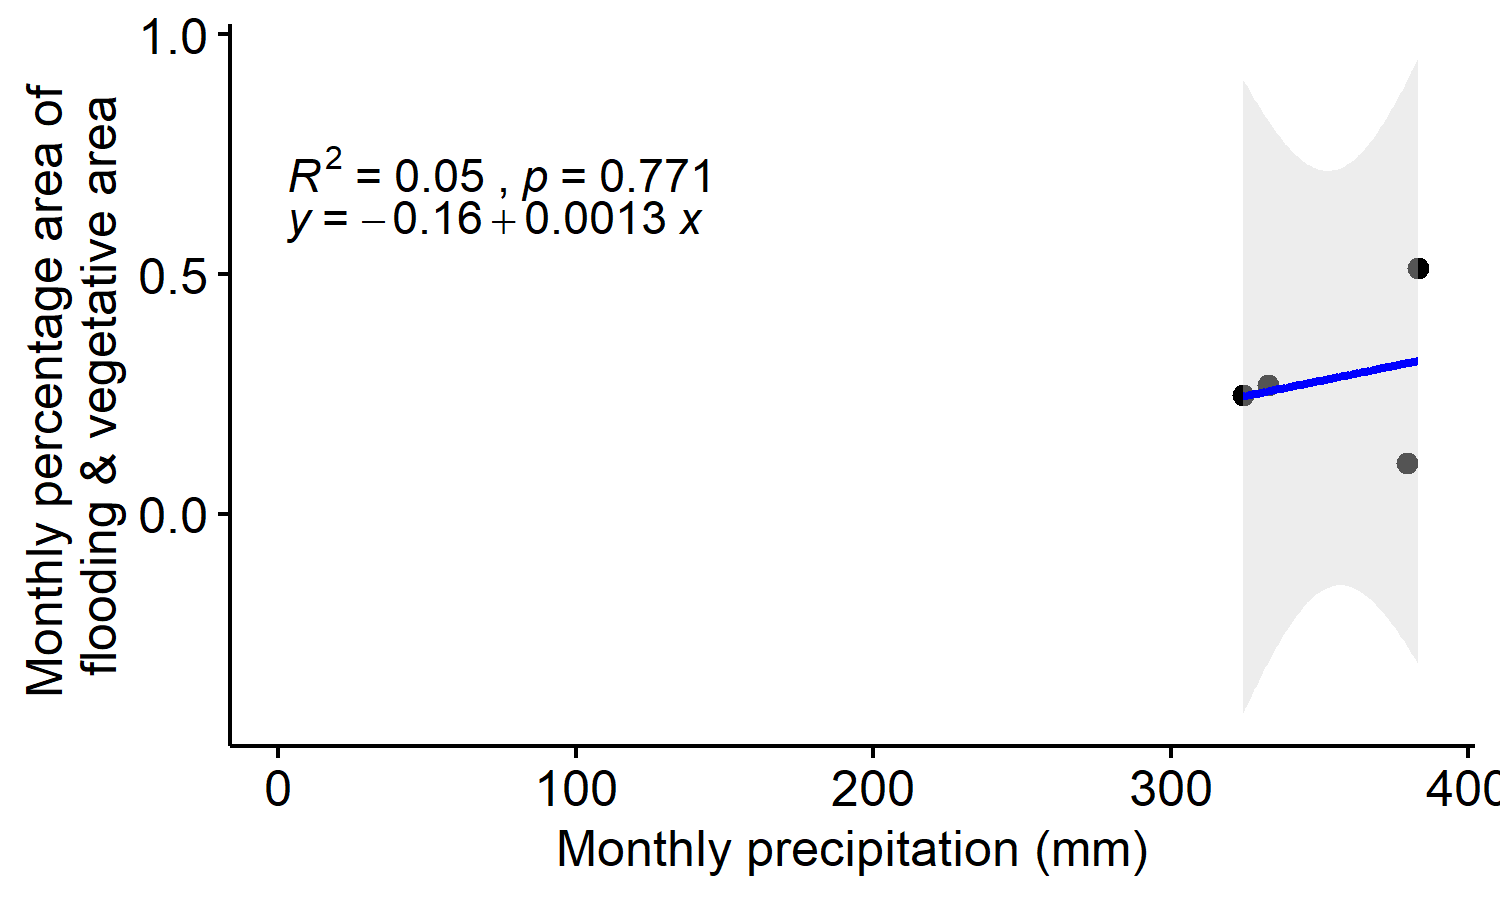 Monthly percentage area of
flooding & vegetative area
1.0
0.5
0.0
R² = 0.05 , p = 0.771
y = −0.16 + 0.0013 x
0 100 200 300 400
Monthly precipitation (mm)